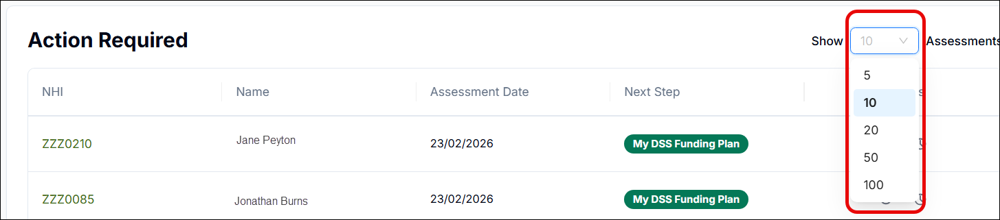 Action Required
Show 10 Assessments
NHI Name Assessment Date Next Step
ZZZ0210 Jane Peyton 23/02/2026 My DSS Funding Plan
ZZZ0085 Jonathan Burns 23/02/2026 My DSS Funding Plan
5
10
20
50
100